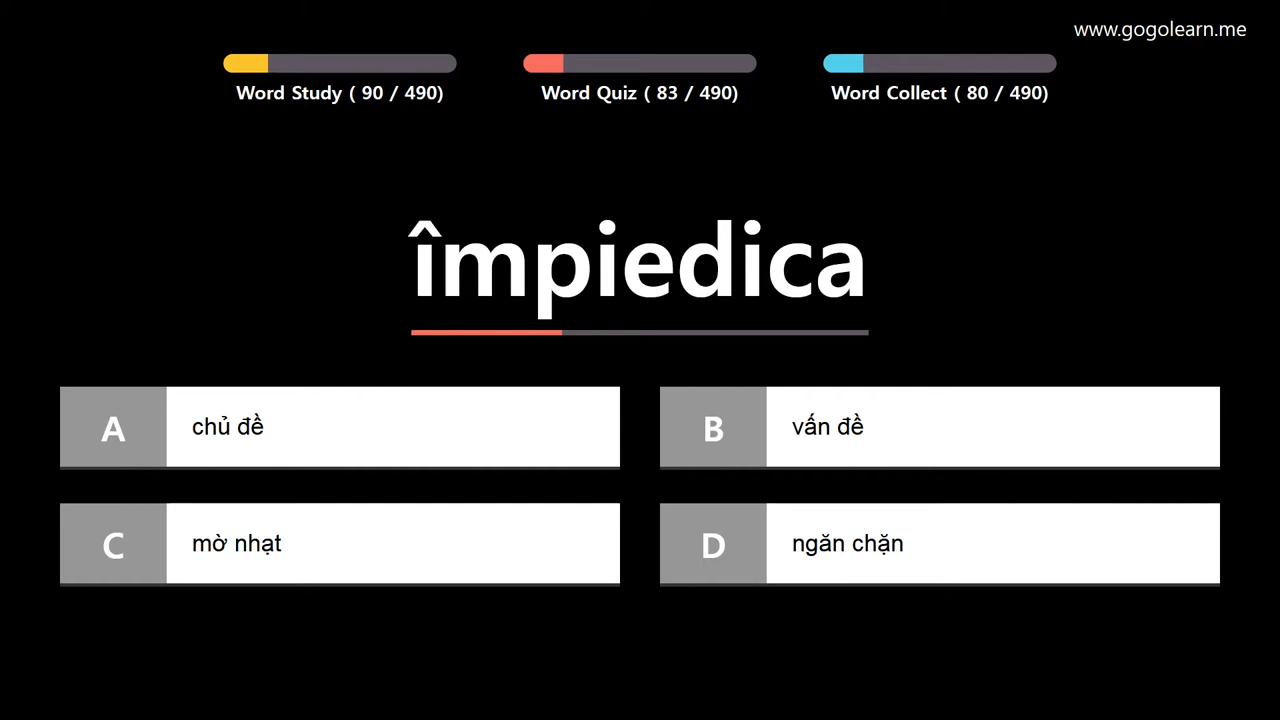 www.gogolearn.me
Word Study ( 90 / 490)
Word Quiz ( 83 / 490)
Word Collect ( 80 / 490)
împiedica
A
chủ đề
B
vấn đề
C
mờ nhạt
D
ngăn chặn